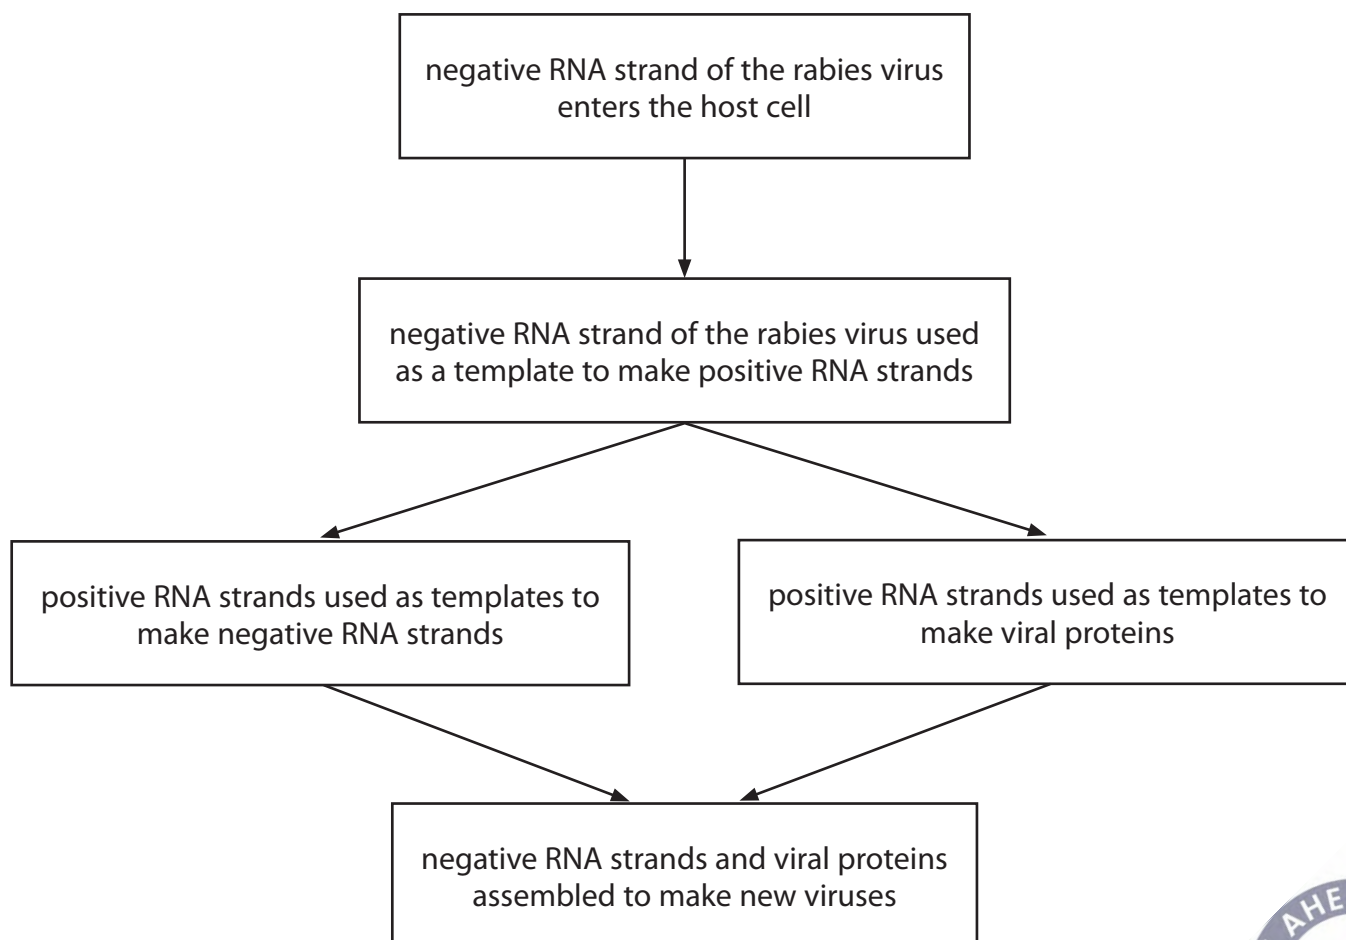 negative RNA strand of the rabies virus
enters the host cell
negative RNA strand of the rabies virus used
as a template to make positive RNA strands
positive RNA strands used as templates to
make negative RNA strands
positive RNA strands used as templates to
make viral proteins
negative RNA strands and viral proteins
assembled to make new viruses
AHE